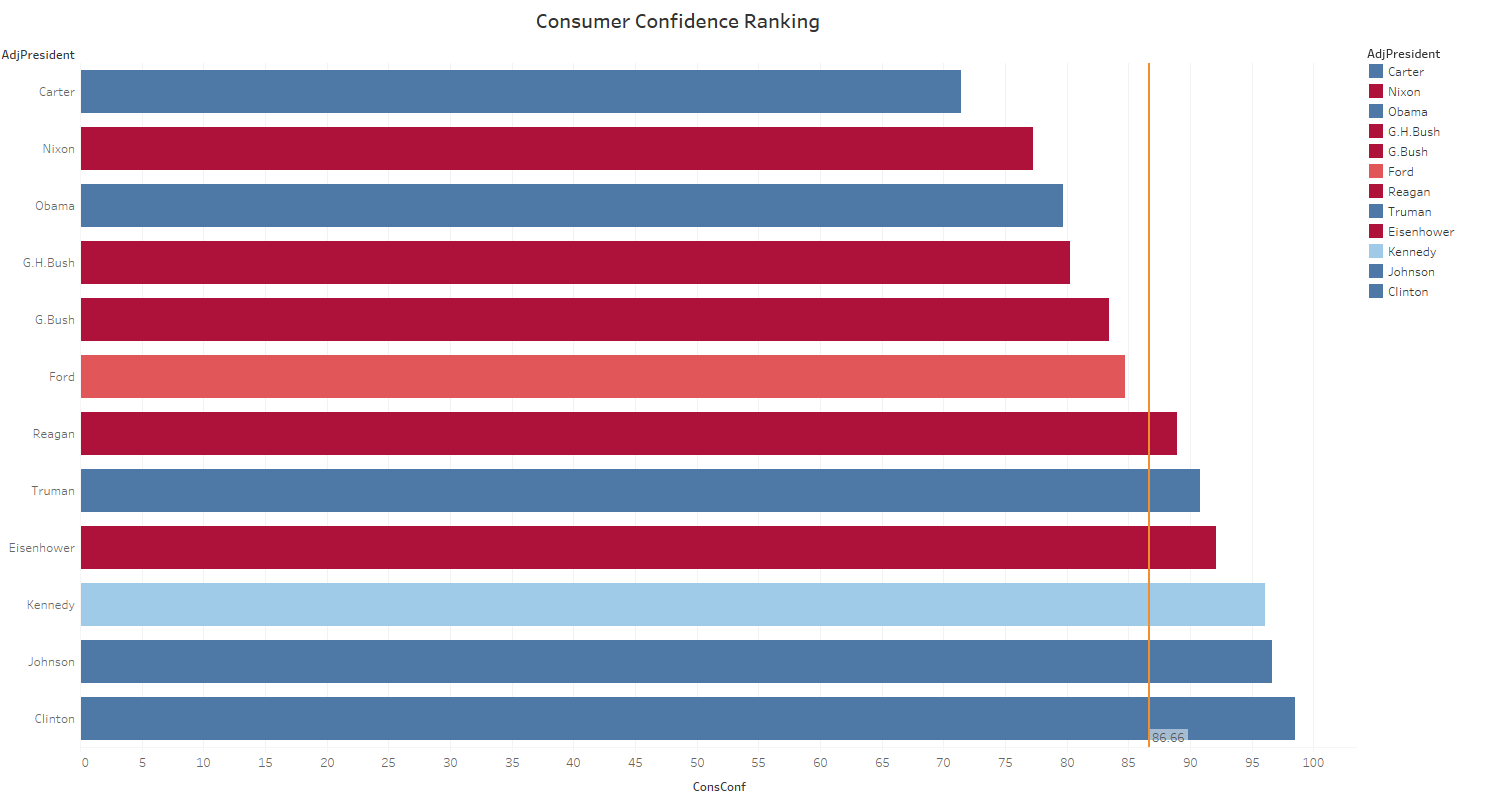 Consumer Confidence Ranking
AdjPresident
Carter
Nixon
Obama
G.H.Bush
G.Bush
Ford
Reagan
Truman
Eisenhower
Kennedy
Johnson
Clinton
86.66
0 5 10 15 20 25 30 35 40 45 50 55 60 65 70 75 80 85 90 95 100
ConsConf
AdjPresident
Carter
Nixon
Obama
G.H.Bush
G.Bush
Ford
Reagan
Truman
Eisenhower
Kennedy
Johnson
Clinton